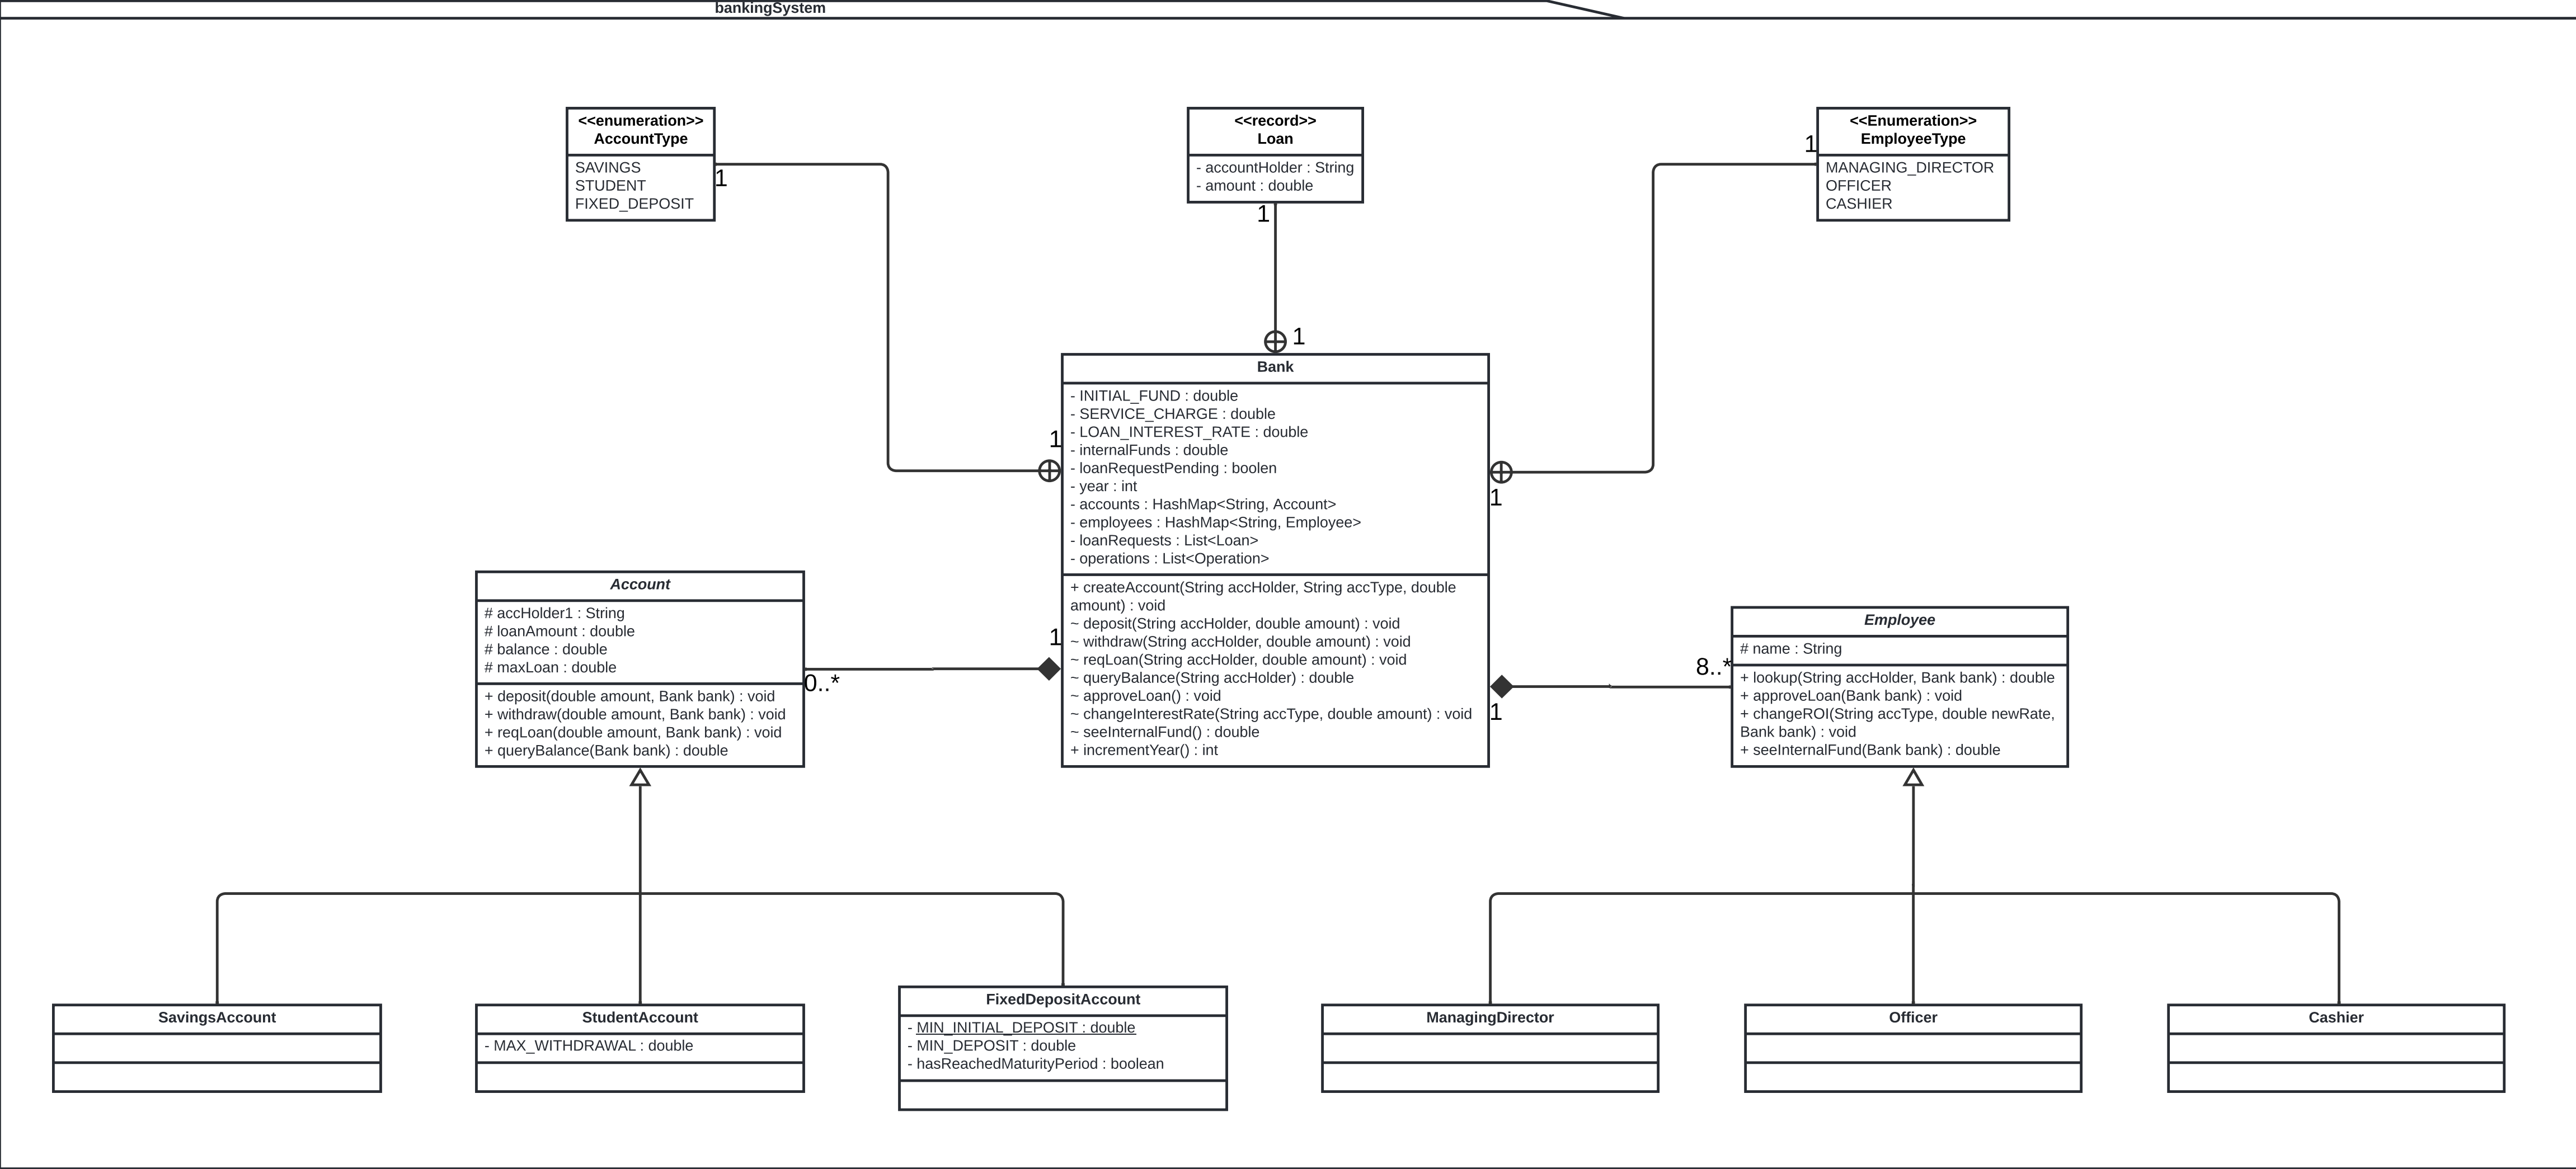 bankingSystem
<<enumeration>>
AccountType
SAVINGS
STUDENT
FIXED_DEPOSIT
1
<<record>>
Loan
- accountHolder : String
- amount : double
1
1
<<Enumeration>>
EmployeeType
MANAGING_DIRECTOR
OFFICER
CASHIER
1
Bank
- INITIAL_FUND : double
- SERVICE_CHARGE : double
- LOAN_INTEREST_RATE : double
- internalFunds : double
- loanRequestPending : boolen
- year : int
- accounts : HashMap<String, Account>
- employees : HashMap<String, Employee>
- loanRequests : List<Loan>
- operations : List<Operation>
+ createAccount(String accHolder, String accType, double
amount) : void
~ deposit(String accHolder, double amount) : void
~ withdraw(String accHolder, double amount) : void
~ reqLoan(String accHolder, double amount) : void
~ queryBalance(String accHolder) : double
~ approveLoan() : void
~ changeInterestRate(String accType, double amount) : void
~ seeInternalFund() : double
+ incrementYear() : int
1
1
1
1
Account
# accHolder1 : String
# loanAmount : double
# balance : double
# maxLoan : double
+ deposit(double amount, Bank bank) : void
+ withdraw(double amount, Bank bank) : void
+ reqLoan(double amount, Bank bank) : void
+ queryBalance(Bank bank) : double
0..*
Employee
# name : String
+ lookup(String accHolder, Bank bank) : double
+ approveLoan(Bank bank) : void
+ changeROI(String accType, double newRate,
Bank bank) : void
+ seeInternalFund(Bank bank) : double
8..*
SavingsAccount
StudentAccount
- MAX_WITHDRAWAL : double
FixedDepositAccount
- MIN_INITIAL_DEPOSIT : double
- MIN_DEPOSIT : double
- hasReachedMaturityPeriod : boolean
ManagingDirector
Officer
Cashier